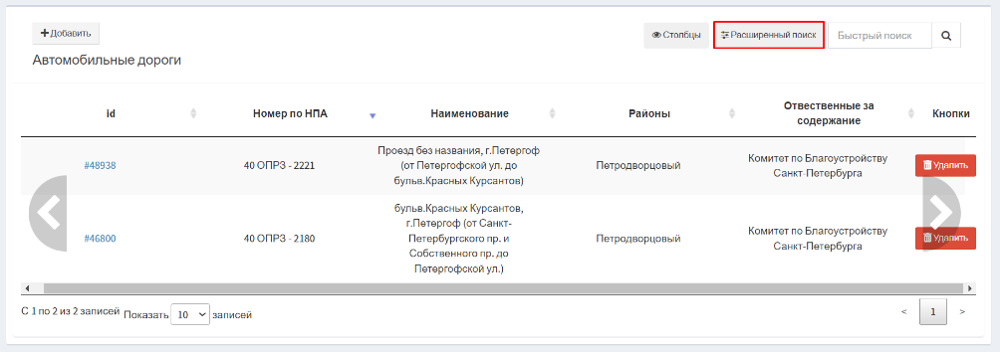 Добавить
Столбцы
Расширенный поиск
Быстрый поиск
Автомобильные дороги
id
Номер по НПА
Наименование
Районы
Отвественные за
содержание
Кнопки
#48938
40 ОПРЗ - 2221
Проезд без названия, г.Петергоф
(от Петергофской ул. до
бульв.Красных Курсантов)
Петродворцовый
Комитет по Благоустройству
Санкт-Петербурга
Удалить
#46800
40 ОПРЗ - 2180
бульв.Красных Курсантов,
г.Петергоф (от Санкт-
Петербургского пр. и
Собственного пр. до
Петергофской ул.)
Петродворцовый
Комитет по Благоустройству
Санкт-Петербурга
Удалить
С 1 по 2 из 2 записей
Показать 10 записей
< 1 >